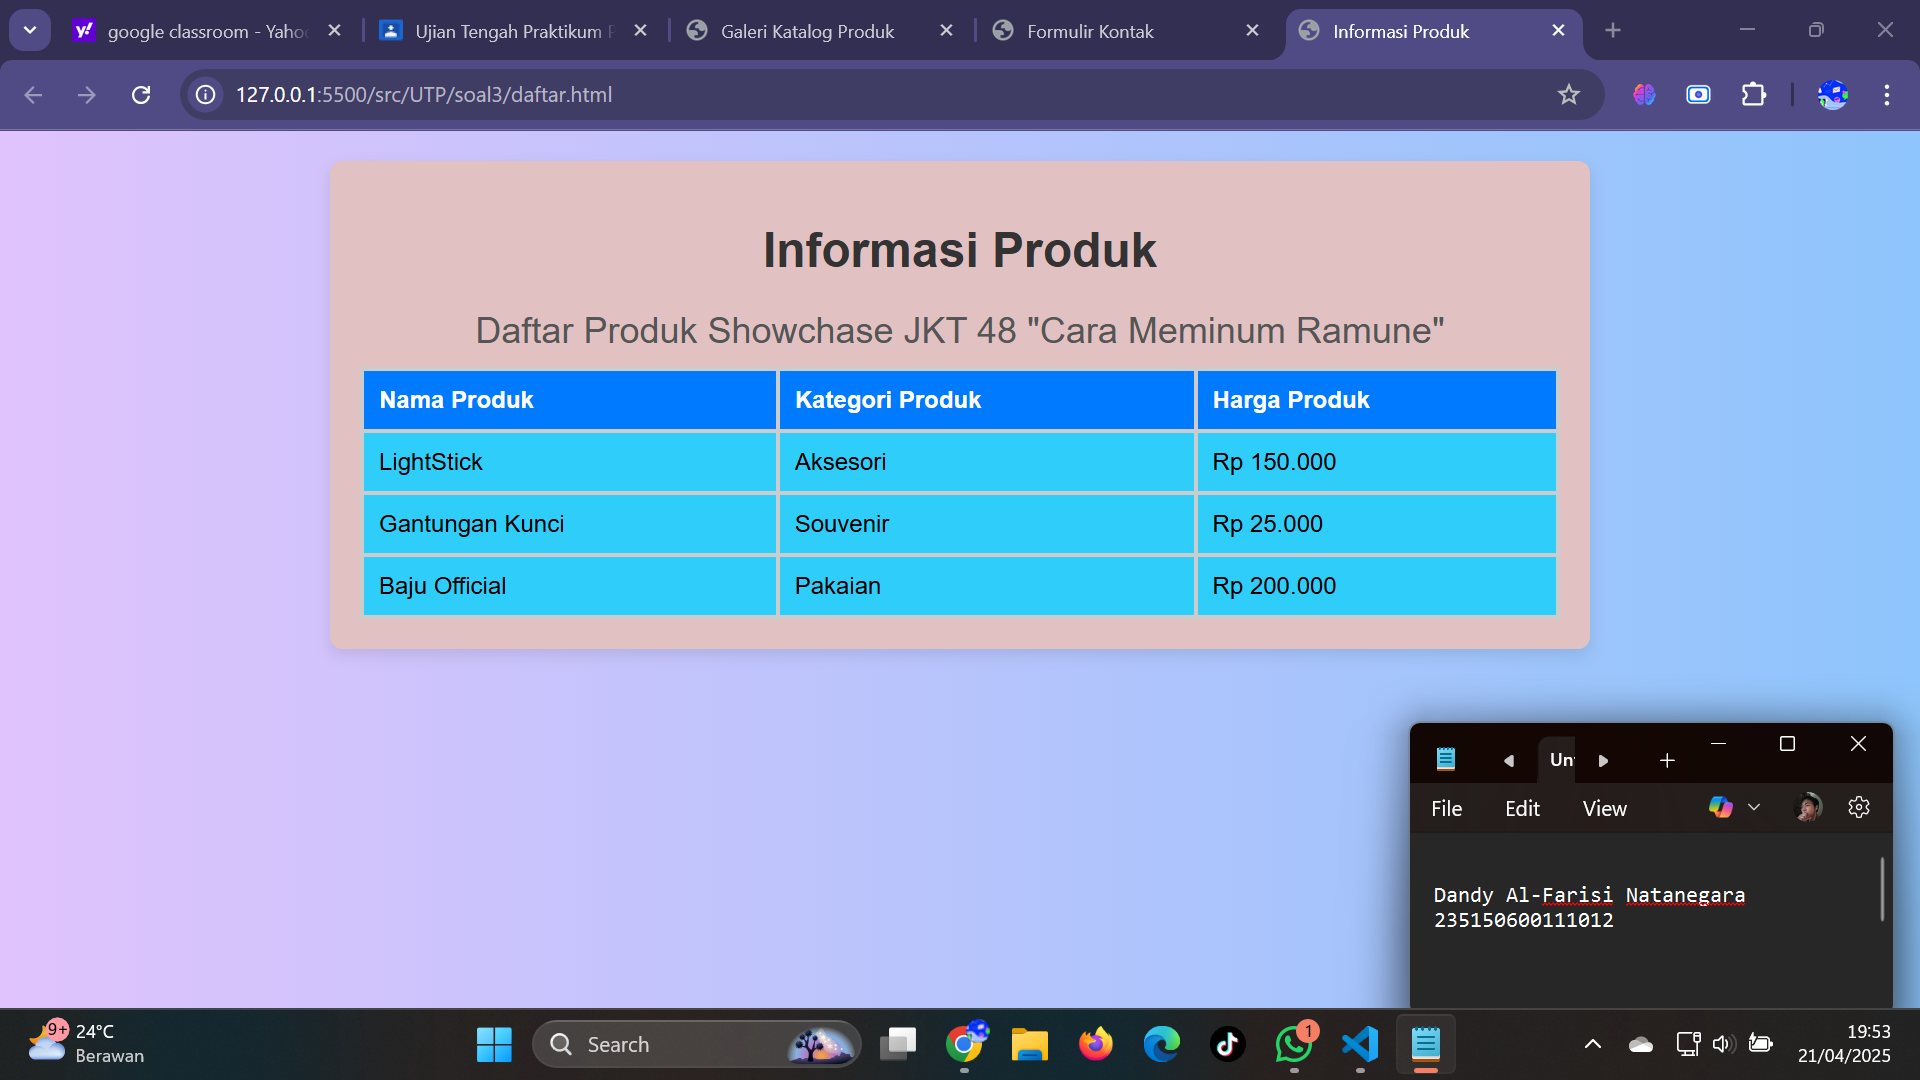 google classroom - Yaho
Ujian Tengah Praktikum P
Galeri Katalog Produk
Formulir Kontak
Informasi Produk
127.0.0.1:5500/src/UTP/soal3/daftar.html
Informasi Produk
Daftar Produk Showchase JKT 48 "Cara Meminum Ramune"
Nama Produk Kategori Produk Harga Produk
LightStick Aksesori Rp 150.000
Gantungan Kunci Souvenir Rp 25.000
Baju Official Pakaian Rp 200.000
Unt
File Edit View
Dandy Al-Farisi Natanegara
235150600111012
9+ 24°C
Berawan
Search
1
19:53
21/04/2025